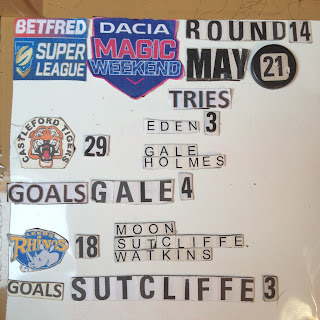 BETFRED DACIA ROUND 14
SUPER LEAGUE MAGIC WEEKEND MAY 21
TRIES
CASTLEFORD TIGERS 29 EDEN 3
GALE
HOLMES
GOALS GALE 4
RHINOS 18 MOON
SUTCLIFFE
WATKINS
GOALS SUTCLIFFE 3